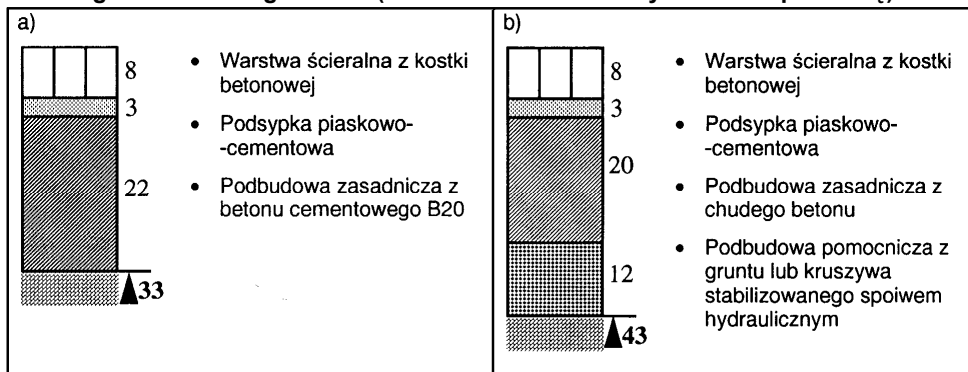 a)
8
3
22
33
• Warstwa ścieralna z kostki
betonowej
• Podsypka piaskowo-
-cementowa
• Podbudowa zasadnicza z
betonu cementowego B20
b)
8
3
20
12
43
• Warstwa ścieralna z kostki
betonowej
• Podsypka piaskowo-
-cementowa
• Podbudowa zasadnicza z
chudego betonu
• Podbudowa pomocnicza z
gruntu lub kruszywa
stabilizowanego spoiwem
hydraulicznym